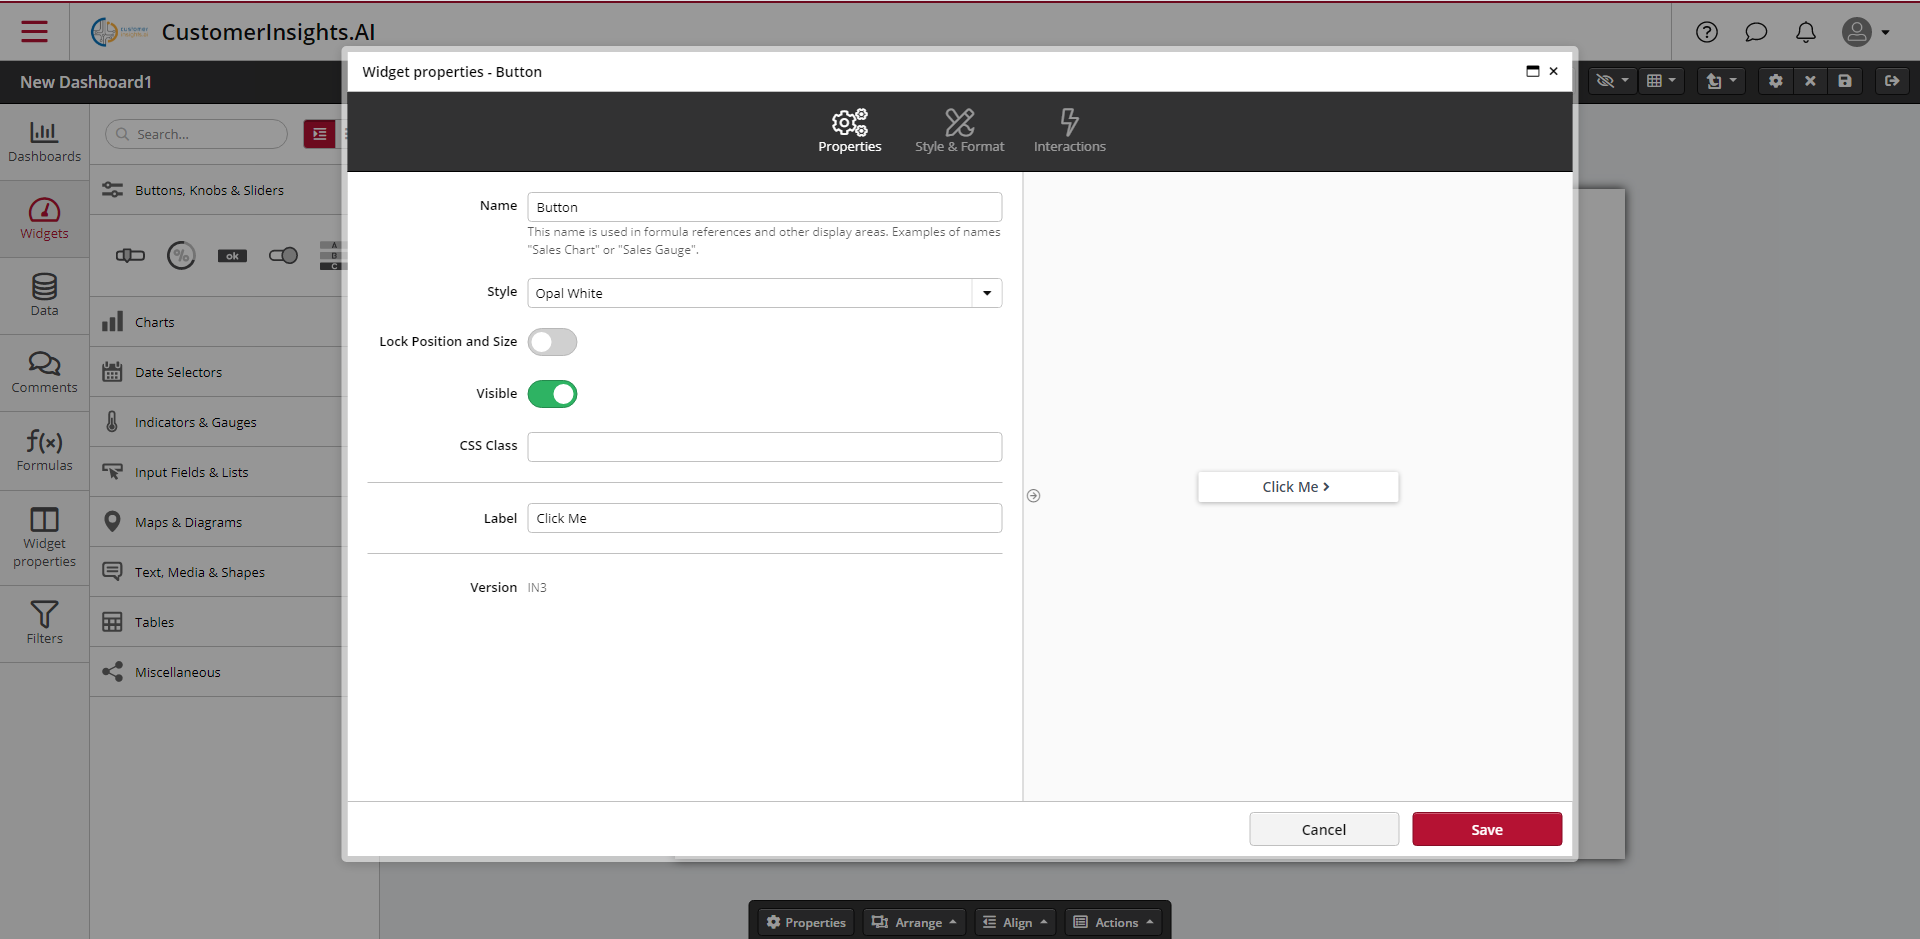 CustomerInsights.AI
New Dashboard1
Widget properties - Button
Properties
Style & Format
Interactions
Dashboards
Widgets
Data
Comments
Formulas
Widget
properties
Filters
Search...
Buttons, Knobs & Sliders
%
ok
A
B
C
Charts
Date Selectors
Indicators & Gauges
Input Fields & Lists
Maps & Diagrams
Text, Media & Shapes
Tables
Miscellaneous
Name
Button
This name is used in formula references and other display areas. Examples of names
"Sales Chart" or "Sales Gauge".
Style
Opal White
Lock Position and Size
Visible
CSS Class
Label
Click Me
Version
IN3
Click Me
Cancel
Save
Properties
Arrange
Align
Actions